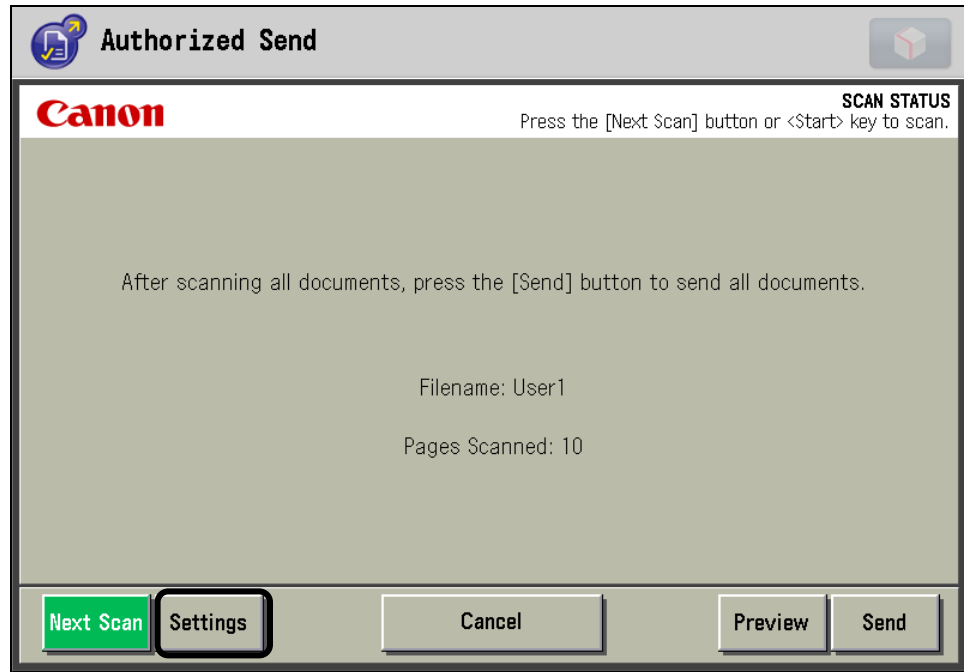 Authorized Send
Canon
SCAN STATUS
Press the [Next Scan] button or <Start> key to scan.
After scanning all documents, press the [Send] button to send all documents.
Filename: User1
Pages Scanned: 10
Next Scan
Settings
Cancel
Preview
Send